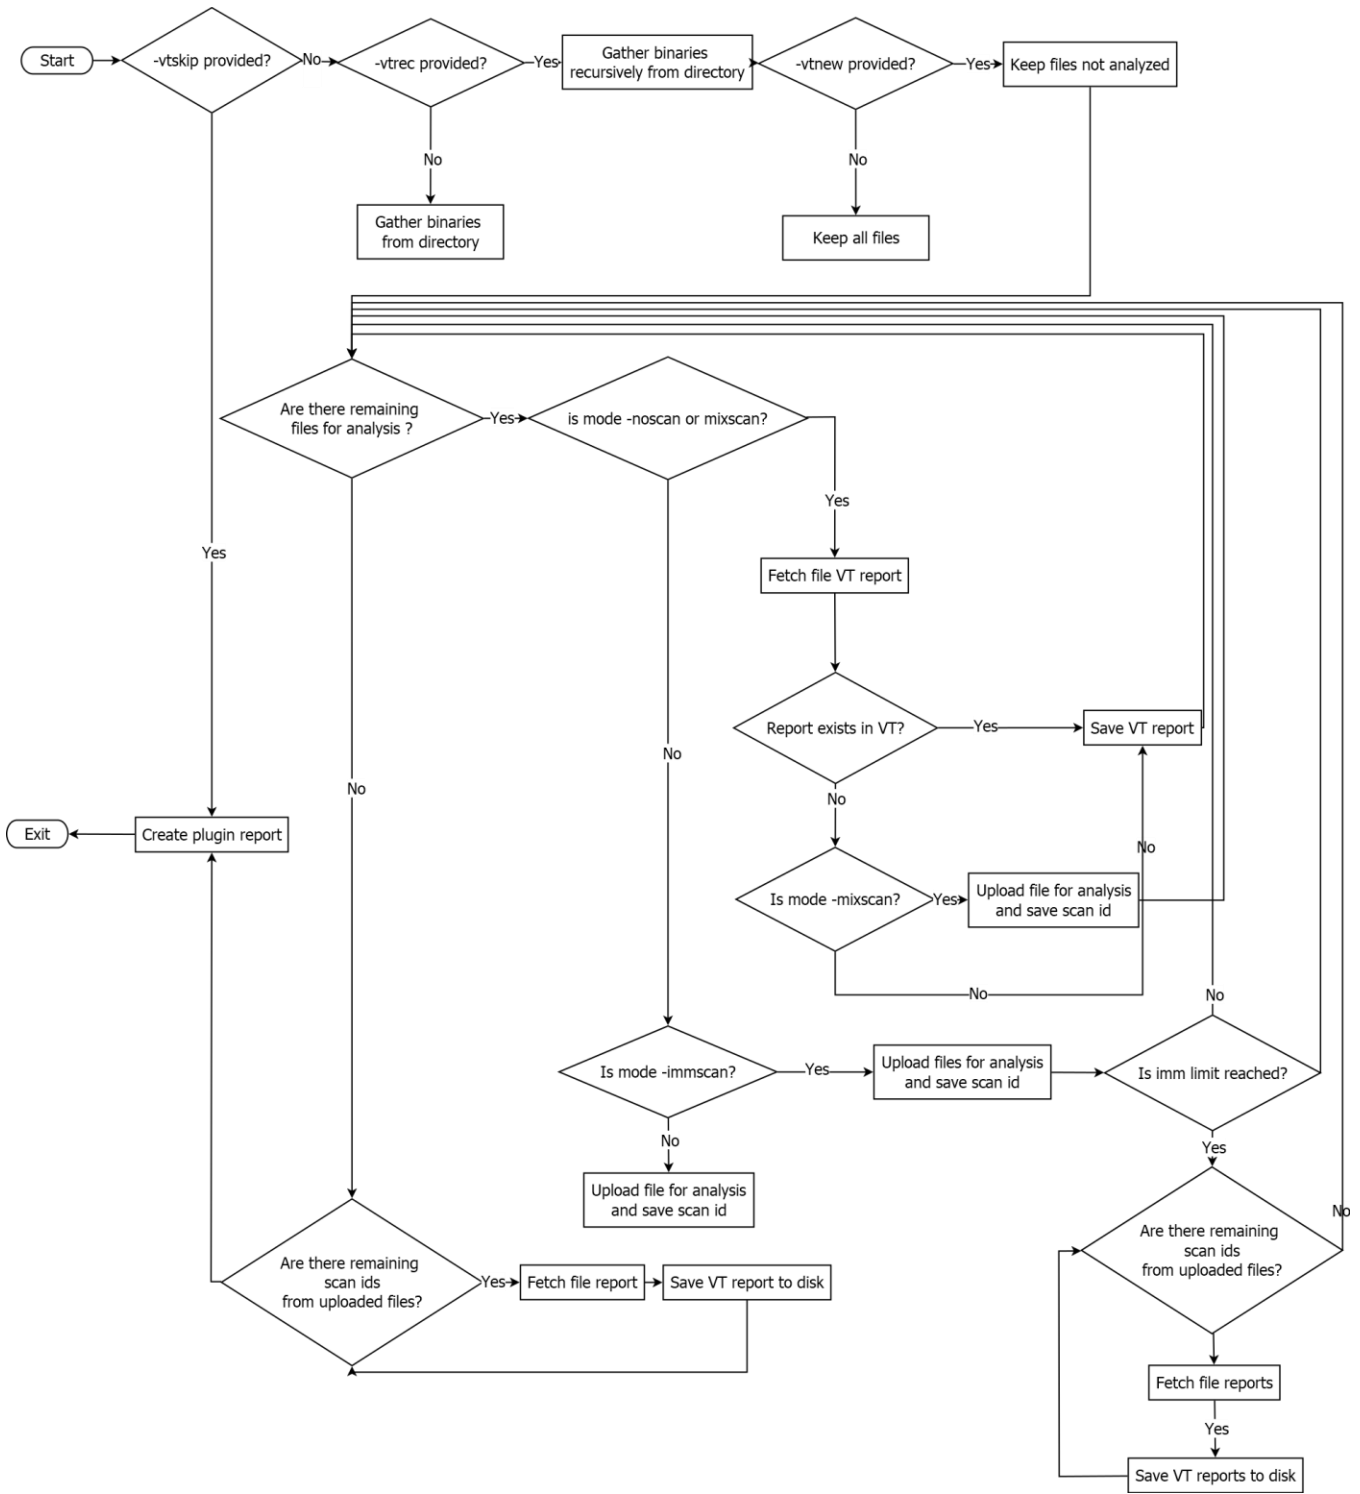 Start
-vtskip provided?
No
-vtrec provided?
Yes
Gather binaries
recursively from directory
-vtnew provided?
Yes
Keep files not analyzed
No
Gather binaries
from directory
No
Keep all files
Are there remaining
files for analysis ?
Yes
is mode -noscan or mixscan?
Yes
Yes
Fetch file VT report
Report exists in VT?
Yes
Save VT report
No
No
No
Exit
Create plugin report
No
Is mode -mixscan?
Yes
Upload file for analysis
and save scan id
No
No
Is mode -immscan?
Yes
Upload files for analysis
and save scan id
Is imm limit reached?
No
Yes
Upload file for analysis
and save scan id
Are there remaining
scan ids
from uploaded files?
No
Are there remaining
scan ids
from uploaded files?
Yes
Fetch file report
Save VT report to disk
Fetch file reports
Yes
Save VT reports to disk